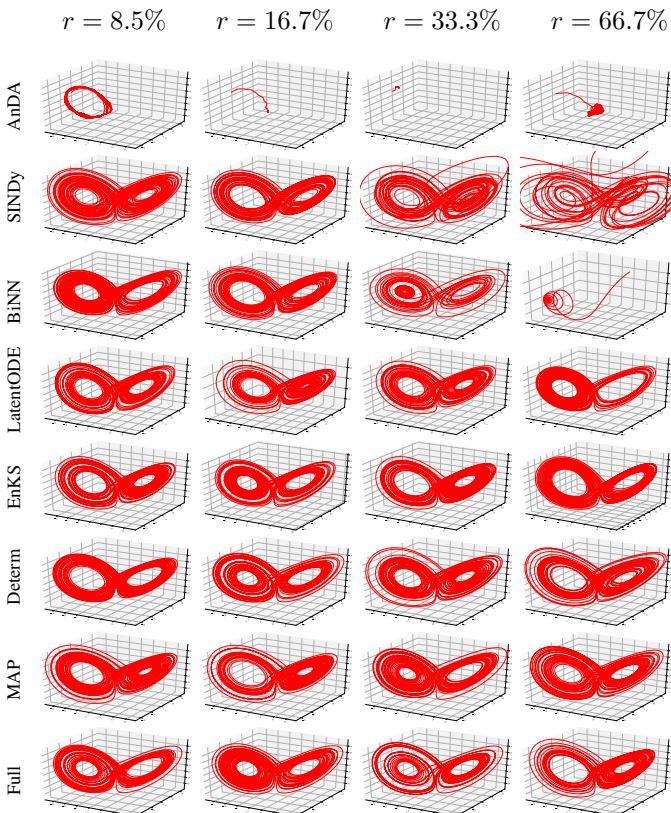 r = 8.5% r = 16.7% r = 33.3% r = 66.7%
AnDA
SINDy
BiNN
LatentODE
EnKS
Determ
MAP
Full